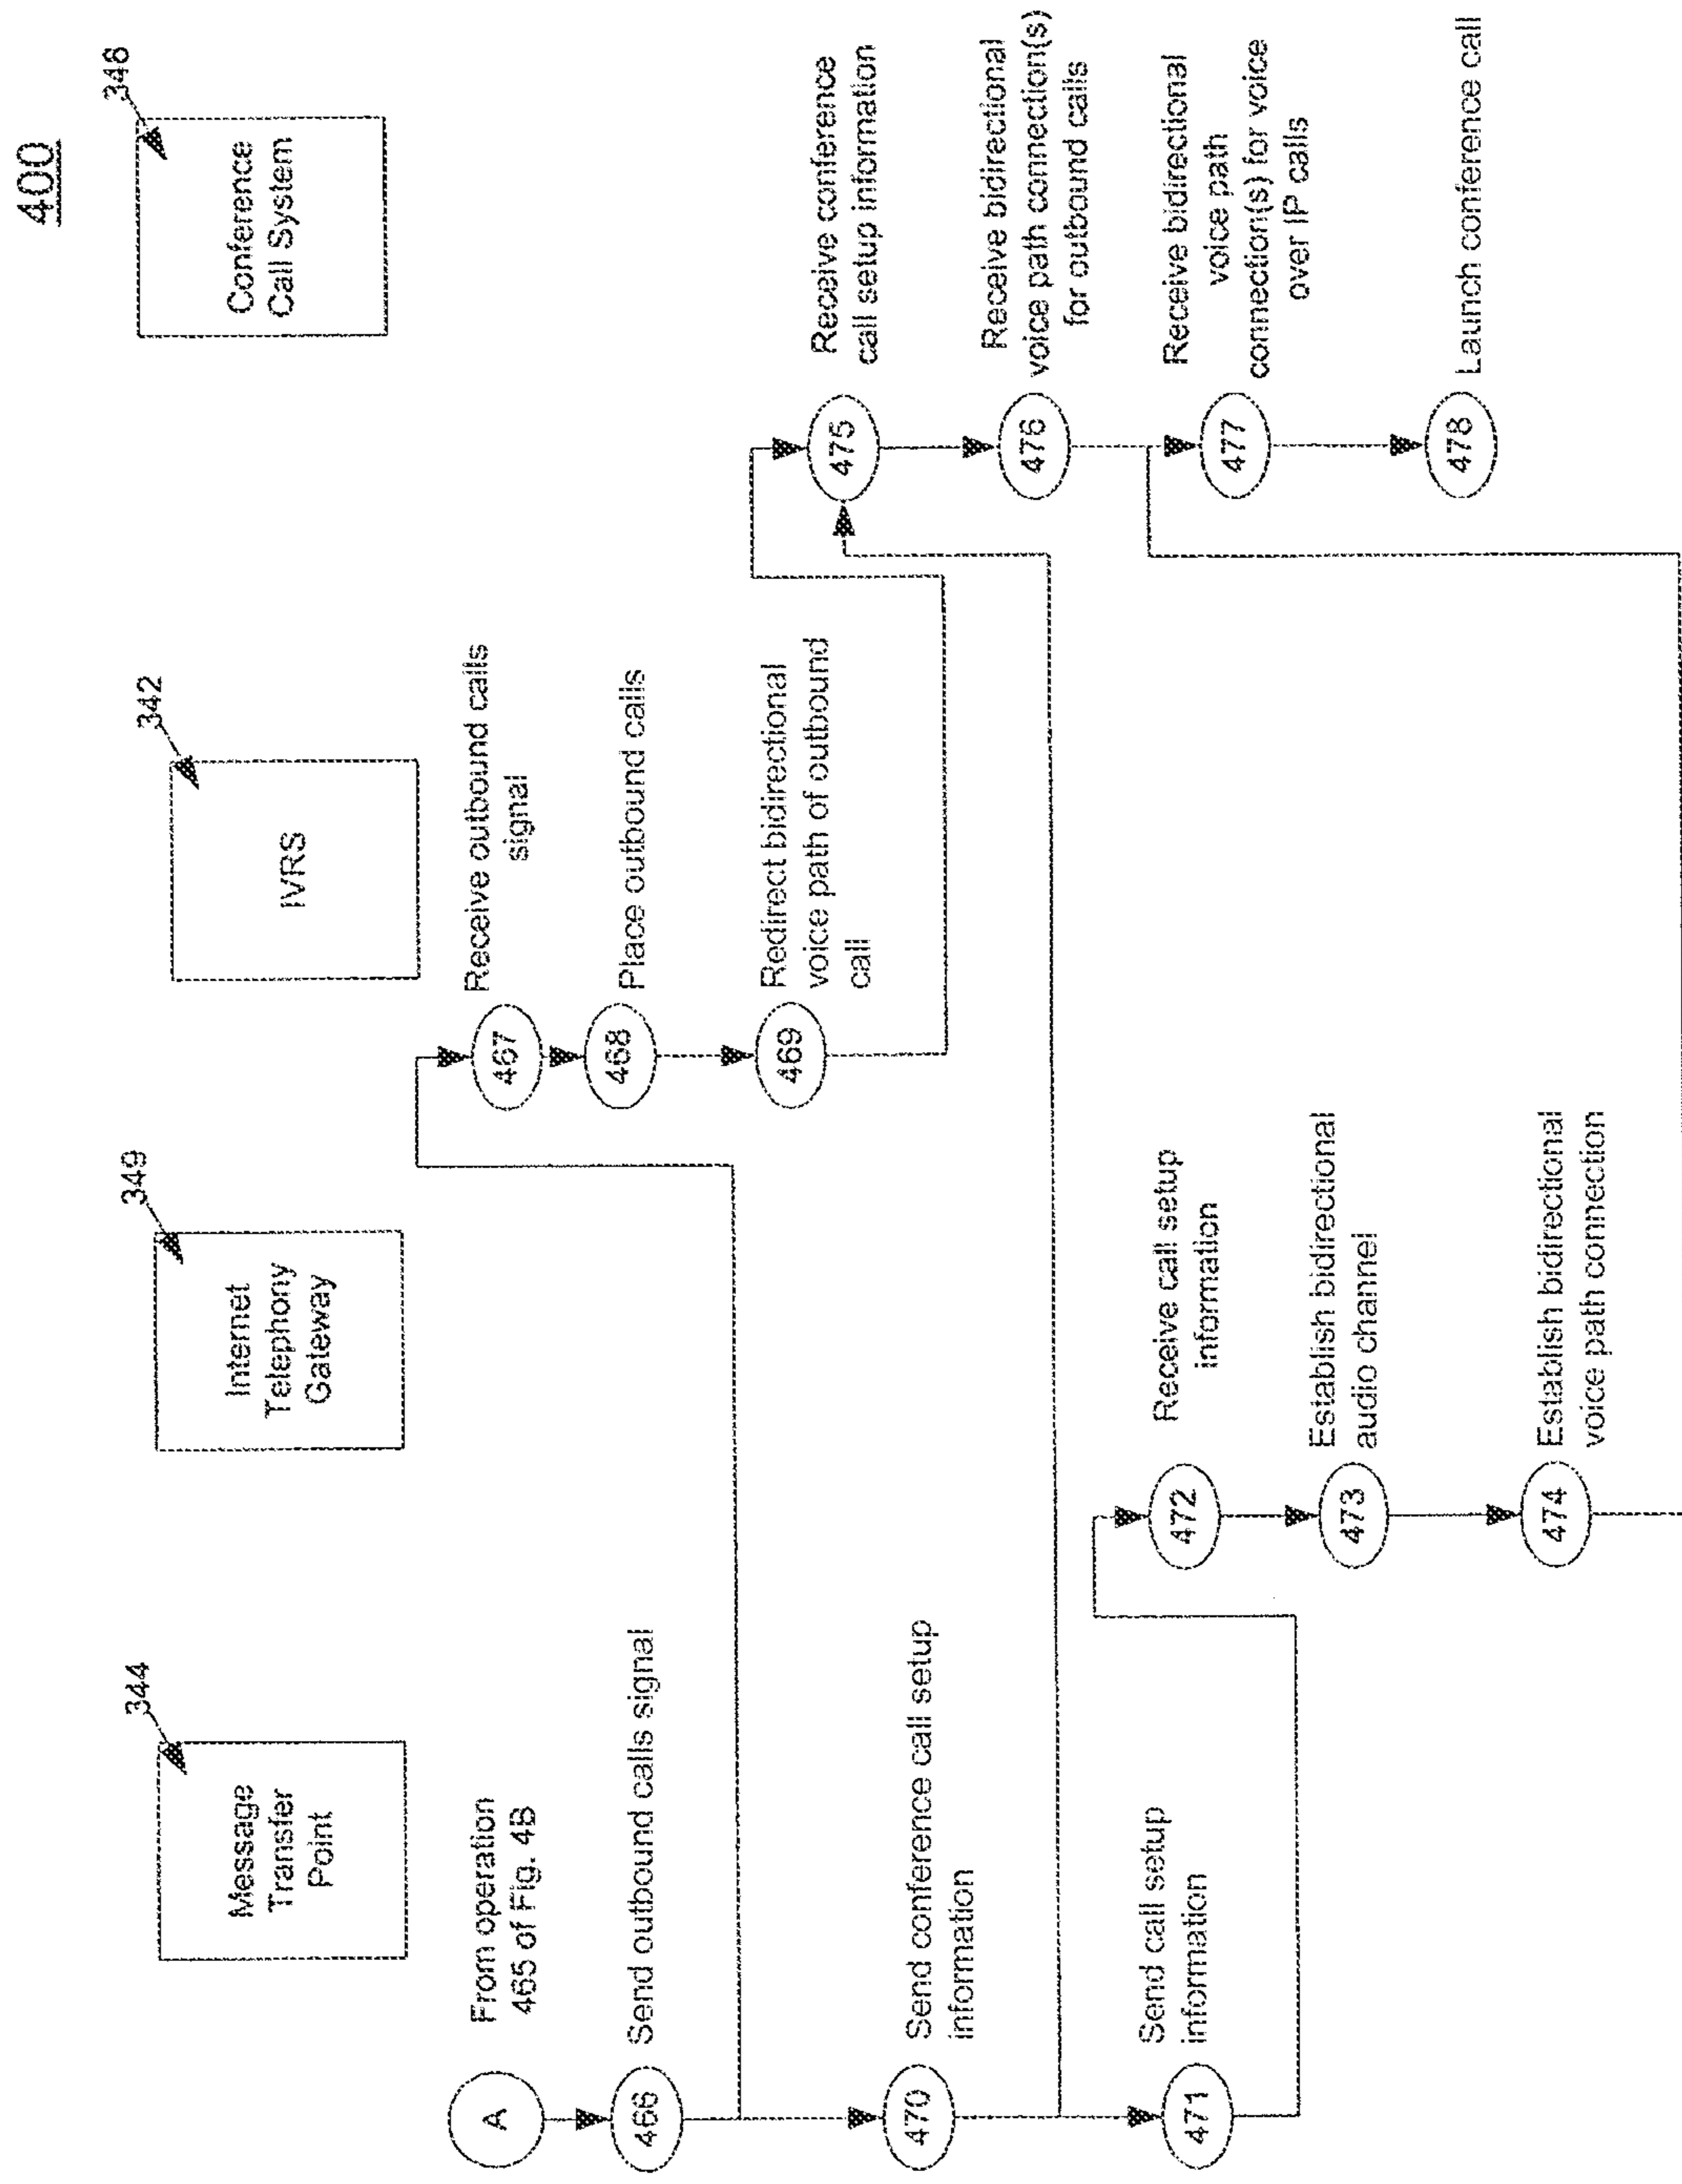 400
344
Message
Transfer
Point
349
Internet
Telephony
Gateway
342
IVRS
346
Conference
Call System
A
From operation
465 of Fig. 4B
466
Send outbound calls signal
470
Send conference call setup
information
471
Send call setup
information
472
Receive call setup
information
473
Establish bidirectional
audio channel
474
Establish bidirectional
voice path connection
467
Receive outbound calls
signal
468
Place outbound calls
469
Redirect bidirectional
voice path of outbound
call
475
Receive conference
call setup information
476
Receive bidirectional
voice path connection(s)
for outbound calls
477
Receive bidirectional
voice path
connection(s) for voice
over IP calls
478
Launch conference call